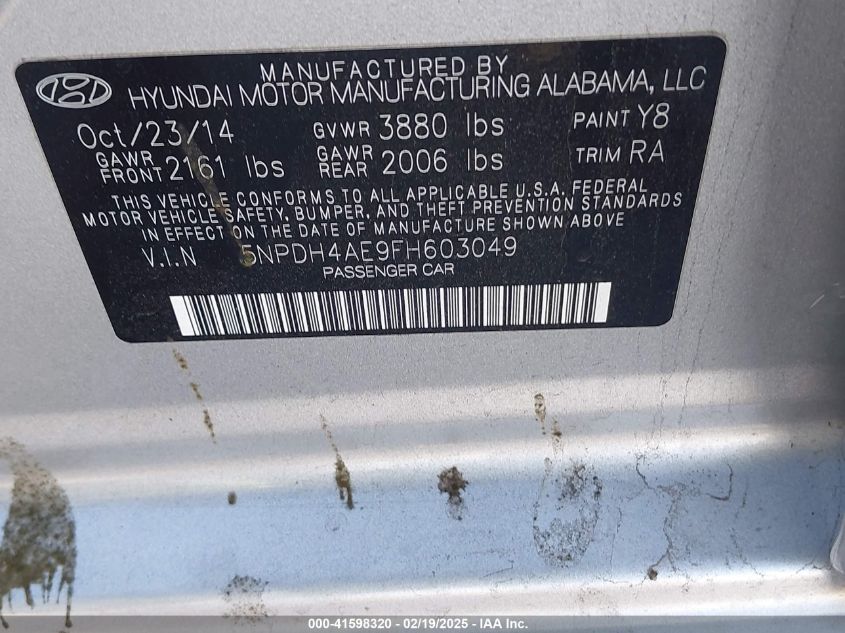 MANUFACTURED BY
HYUNDAI MOTOR MANUFACTURING ALABAMA, LLC
Oct/23/14 GVWR 3880 lbs PAINT Y8
GAWR FRONT 2161 lbs GAWR REAR 2006 lbs TRIM RA
THIS VEHICLE CONFORMS TO ALL APPLICABLE U.S.A. FEDERAL
MOTOR VEHICLE SAFETY, BUMPER, AND THEFT PREVENTION STANDARDS
IN EFFECT ON THE DATE OF MANUFACTURE SHOWN ABOVE
V.I.N 5NPDH4AE9FH603049
PASSENGER CAR
000-41598320 - 02/19/2025 - IAA Inc.